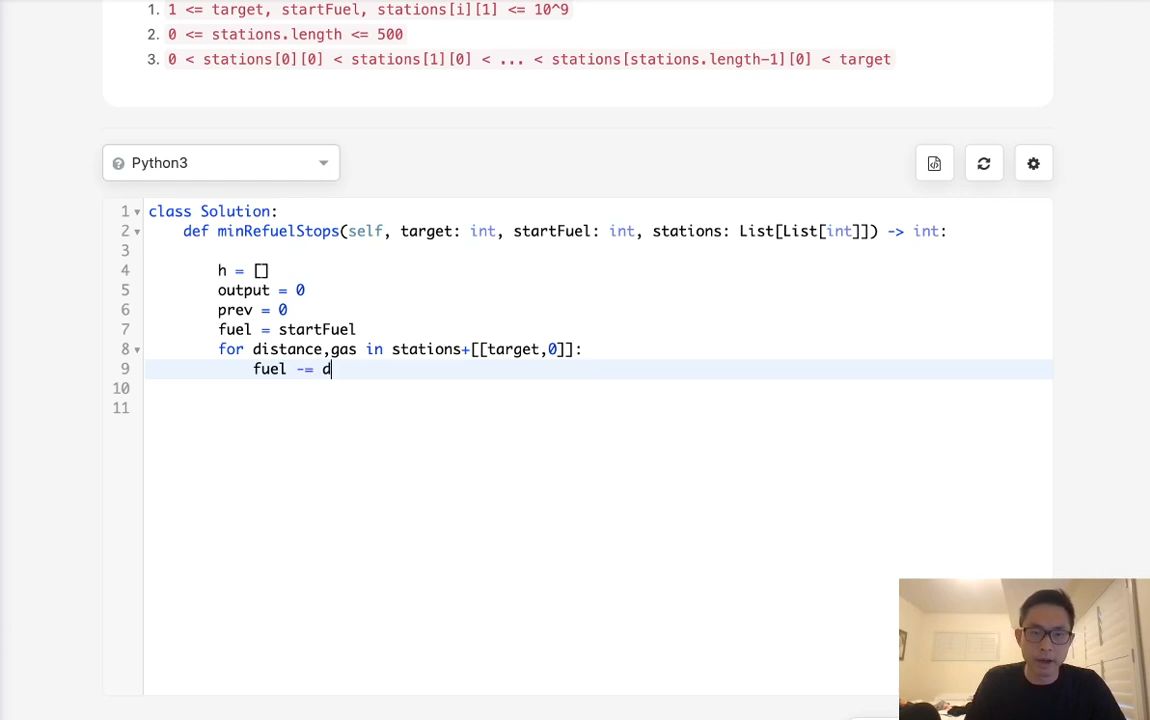 1. 1 <= target, startFuel, stations[i][1] <= 10^9
2. 0 <= stations.length <= 500
3. 0 < stations[0][0] < stations[1][0] < ... < stations[stations.length-1][0] < target
Python3
1 class Solution:
2 def minRefuelStops(self, target: int, startFuel: int, stations: List[List[int]]) -> int:
3
4 h = []
5 output = 0
6 prev = 0
7 fuel = startFuel
8 for distance,gas in stations+[[target,0]]:
9 fuel -= d
10
11